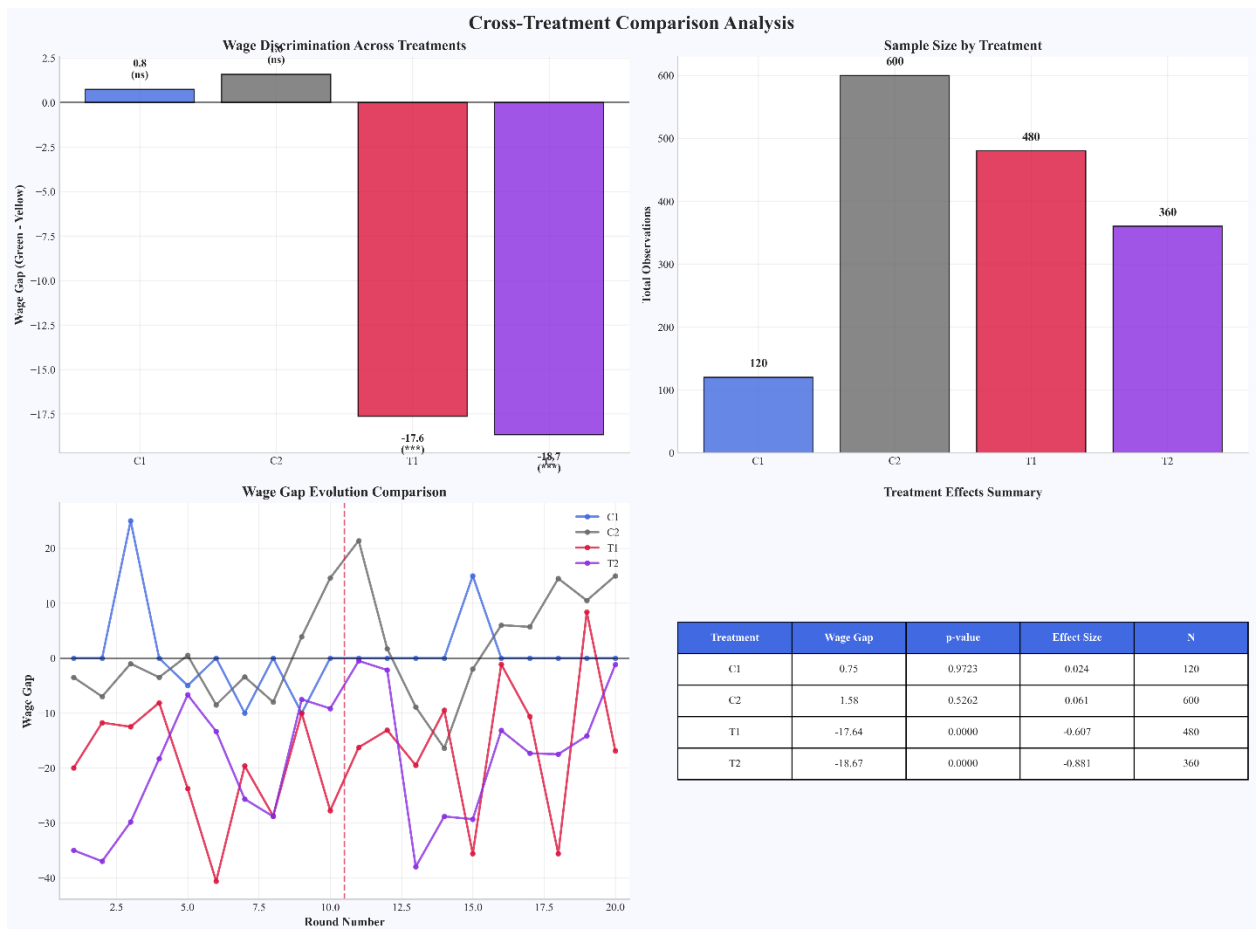 Cross-Treatment Comparison Analysis
Wage Discrimination Across Treatments
2.5
0.0
−2.5
−5.0
−7.5
−10.0
−12.5
−15.0
−17.5
Wage Gap (Green - Yellow)
0.8
(ns)
(ns)
-17.6
(***)
-18.7
(***)
C1
C2
T1
Sample Size by Treatment
600
500
400
300
200
100
0
Total Observations
120
600
480
360
C1
C2
T1
T2
Wage Gap Evolution Comparison
20
10
0
−10
−20
−30
−40
Wage Gap
C1
C2
T1
T2
2.5
5.0
7.5
10.0
12.5
15.0
17.5
20.0
Round Number
Treatment Effects Summary
Treatment Wage Gap p-value Effect Size N
C1 0.75 0.9723 0.024 120
C2 1.58 0.5262 0.061 600
T1 -17.64 0.0000 -0.607 480
T2 -18.67 0.0000 -0.881 360